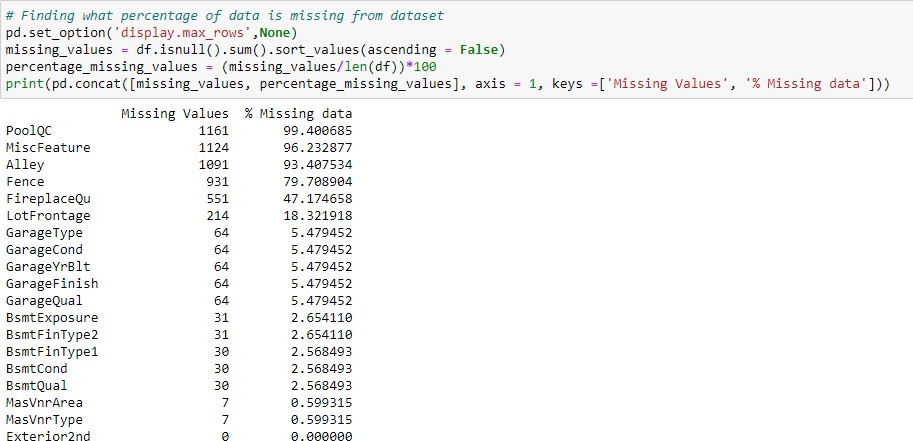 # Finding what percentage of data is missing from dataset
pd.set_option('display.max_rows',None)
missing_values = df.isnull().sum().sort_values(ascending = False)
percentage_missing_values = (missing_values/len(df))*100
print(pd.concat([missing_values, percentage_missing_values], axis = 1, keys =['Missing Values', '% Missing data']))
Missing Values % Missing data
PoolQC 1161 99.400685
MiscFeature 1124 96.232877
Alley 1091 93.407534
Fence 931 79.708904
FireplaceQu 551 47.174658
LotFrontage 214 18.321918
GarageType 64 5.479452
GarageCond 64 5.479452
GarageYrBlt 64 5.479452
GarageFinish 64 5.479452
GarageQual 64 5.479452
BsmtExposure 31 2.654110
BsmtFinType2 31 2.654110
BsmtFinType1 30 2.568493
BsmtCond 30 2.568493
BsmtQual 30 2.568493
MasVnrArea 7 0.599315
MasVnrType 7 0.599315
Exterior2nd 0 0.000000